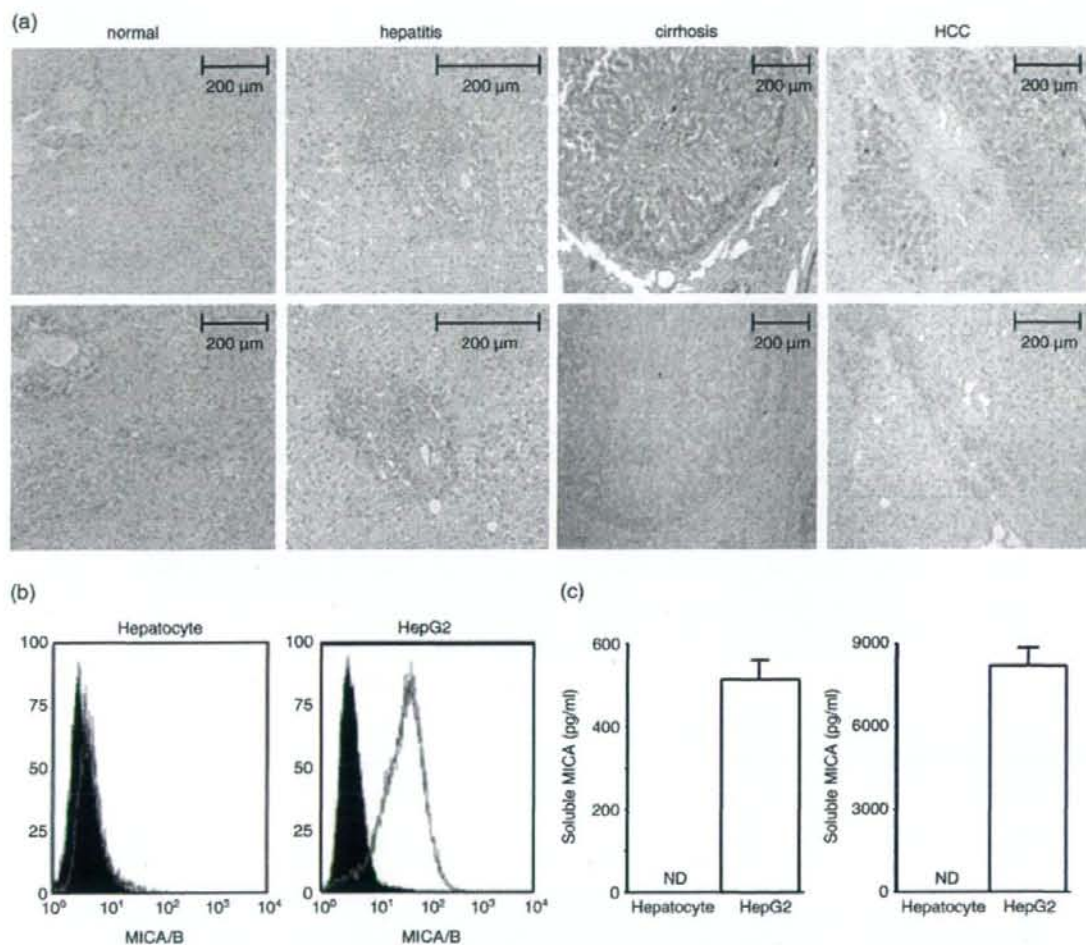 (a)
normal hepatitis cirrhosis HCC
200 µm 200 µm 200 µm 200 µm
200 µm 200 µm 200 µm 200 µm
(b)
Hepatocyte
100
75
50
25
0
10⁰ 10¹ 10² 10³ 10⁴
MICA/B
HepG2
100
75
50
25
0
10⁰ 10¹ 10² 10³ 10⁴
MICA/B
(c)
Soluble MICA (pg/ml)
600
400
200
0
ND
Hepatocyte HepG2
Soluble MICA (pg/ml)
9000
6000
3000
0
ND
Hepatocyte HepG2